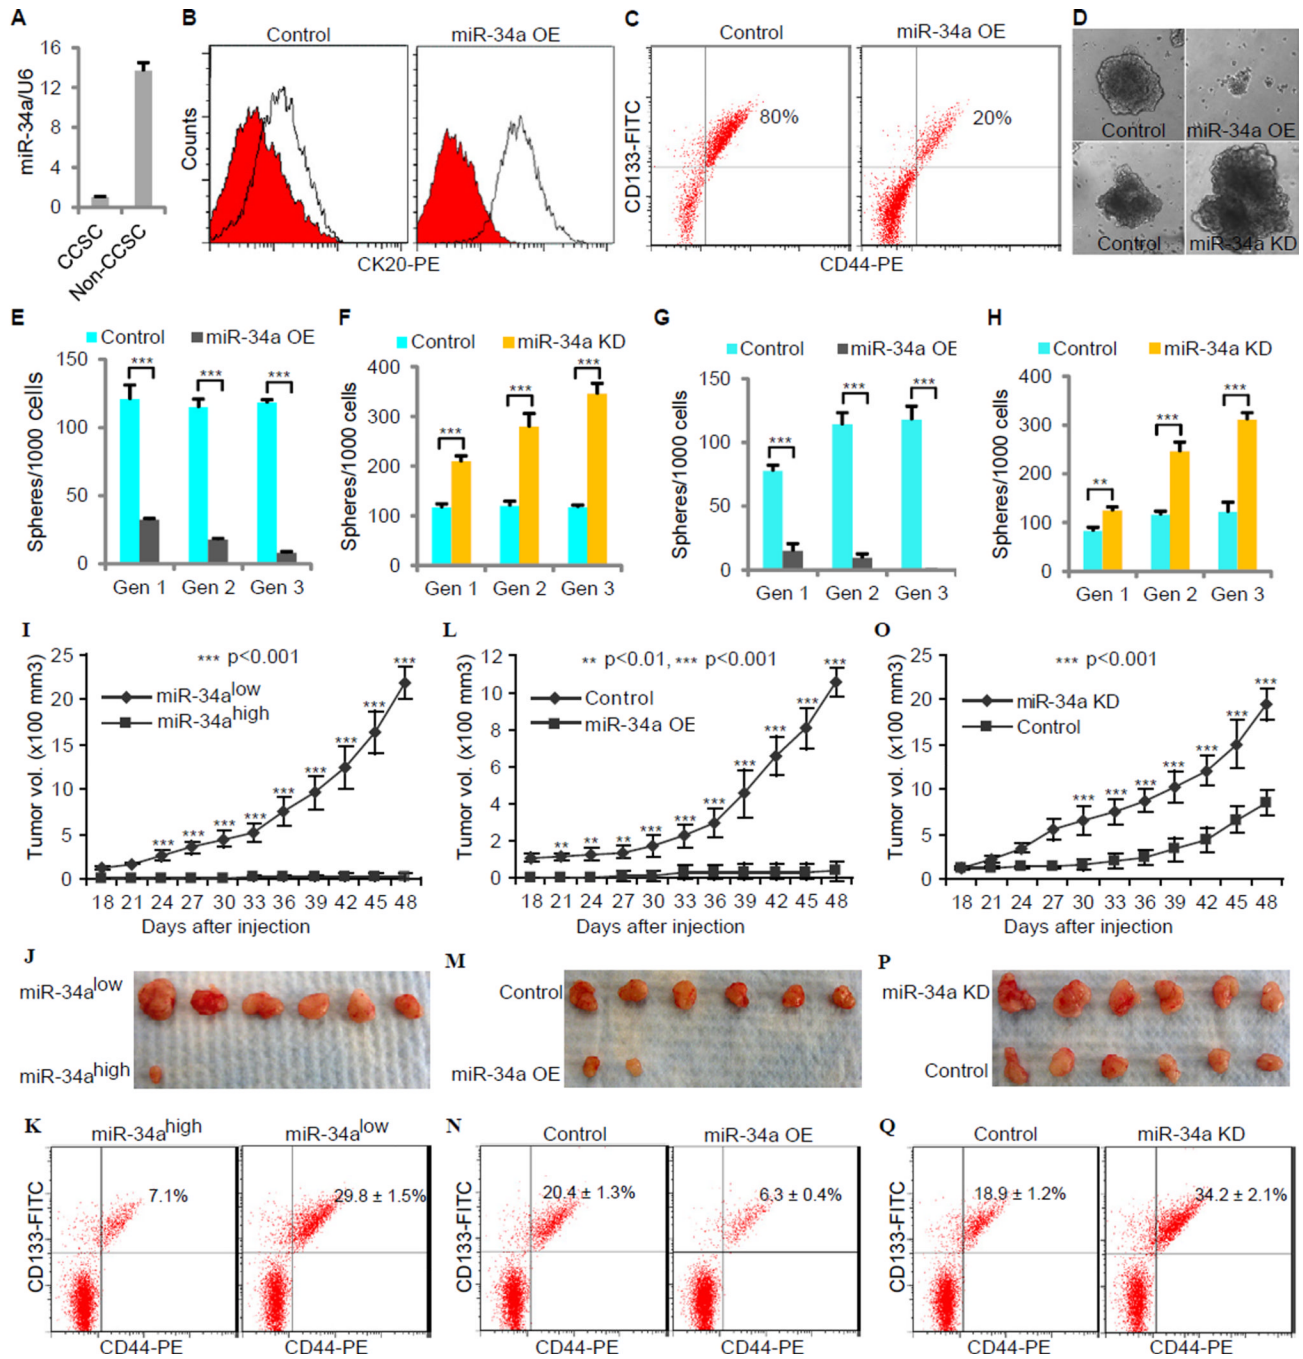 A
miR-34a/U6
16
12
8
4
0
CCSC
Non-CCSC
B
Control
miR-34a OE
Counts
CK20-PE
C
Control
miR-34a OE
CD133-FITC
80%
20%
CD44-PE
D
Control
miR-34a OE
Control
miR-34a KD
E
Control
miR-34a OE
Spheres/1000 cells
150
100
50
0
***
***
***
Gen 1
Gen 2
Gen 3
F
Control
miR-34a KD
Spheres/1000 cells
400
300
200
100
0
***
***
***
Gen 1
Gen 2
Gen 3
G
Control
miR-34a OE
Spheres/1000 cells
150
100
50
0
***
***
***
Gen 1
Gen 2
Gen 3
H
Control
miR-34a KD
Spheres/1000 cells
400
300
200
100
0
**
***
***
Gen 1
Gen 2
Gen 3
I
Tumor vol. (x100 mm3)
25
20
15
10
5
0
*** p<0.001
miR-34alow
miR-34ahigh
*** *** *** *** *** *** *** *** ***
18 21 24 27 30 33 36 39 42 45 48
Days after injection
L
Tumor vol. (x100 mm3)
12
10
8
6
4
2
0
** p<0.01, *** p<0.001
Control
miR-34a OE
** ** ** *** *** *** *** *** *** ***
18 21 24 27 30 33 36 39 42 45 48
Days after injection
O
Tumor vol. (x100 mm3)
25
20
15
10
5
0
*** p<0.001
miR-34a KD
Control
*** *** *** *** *** *** ***
18 21 24 27 30 33 36 39 42 45 48
Days after injection
J
miR-34alow
miR-34ahigh
M
Control
miR-34a OE
P
miR-34a KD
Control
K
miR-34ahigh
miR-34alow
CD133-FITC
7.1%
29.8 ± 1.5%
CD44-PE
CD44-PE
N
Control
miR-34a OE
CD133-FITC
20.4 ± 1.3%
6.3 ± 0.4%
CD44-PE
CD44-PE
Q
Control
miR-34a KD
CD133-FITC
18.9 ± 1.2%
34.2 ± 2.1%
CD44-PE
CD44-PE